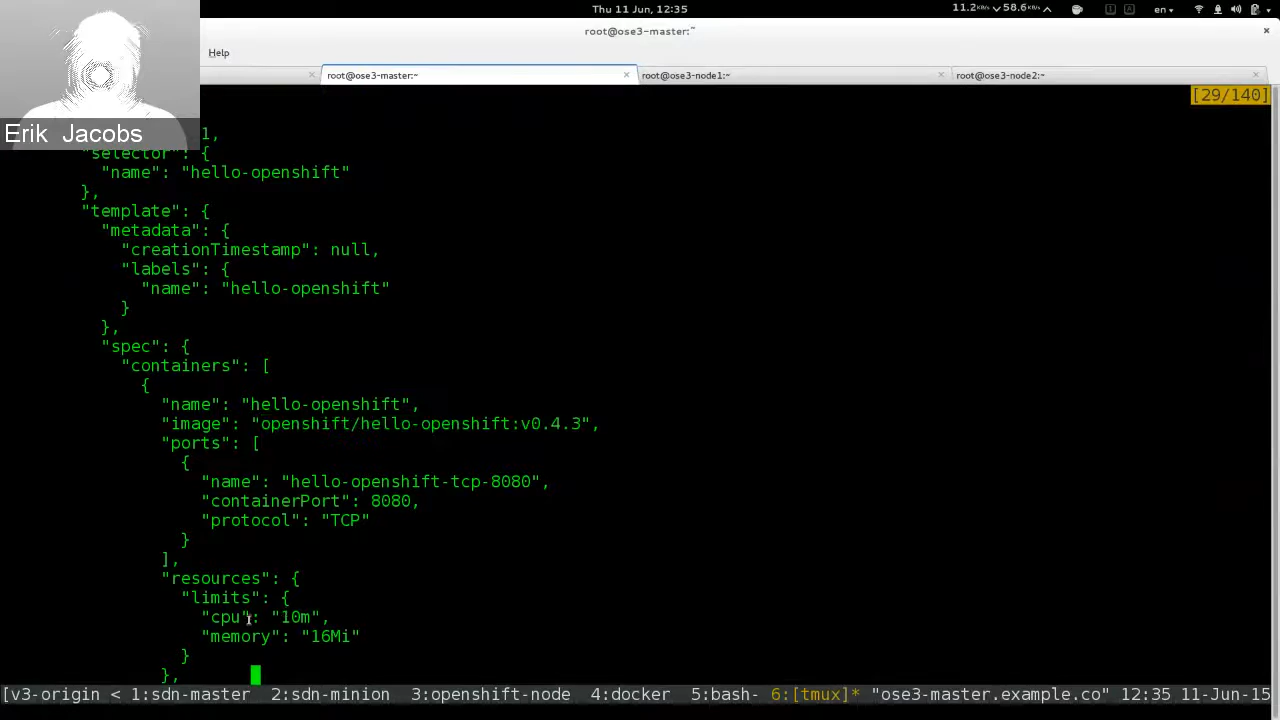 Thu 11 Jun, 12:35
11.2KB/s 58.6KB/s
en
root@ose3-master:~
Help
root@ose3-master:~
root@ose3-node1:~
root@ose3-node2:~
[29/140]
Erik Jacobs
1,
"selector": {
"name": "hello-openshift"
},
"template": {
"metadata": {
"creationTimestamp": null,
"labels": {
"name": "hello-openshift"
}
},
"spec": {
"containers": [
{
"name": "hello-openshift",
"image": "openshift/hello-openshift:v0.4.3",
"ports": [
{
"name": "hello-openshift-tcp-8080",
"containerPort": 8080,
"protocol": "TCP"
}
],
"resources": {
"limits": {
"cpu": "10m",
"memory": "16Mi"
}
},
[v3-origin < 1:sdn-master 2:sdn-minion 3:openshift-node 4:docker 5:bash- 6:[tmux]* "ose3-master.example.co" 12:35 11-Jun-15